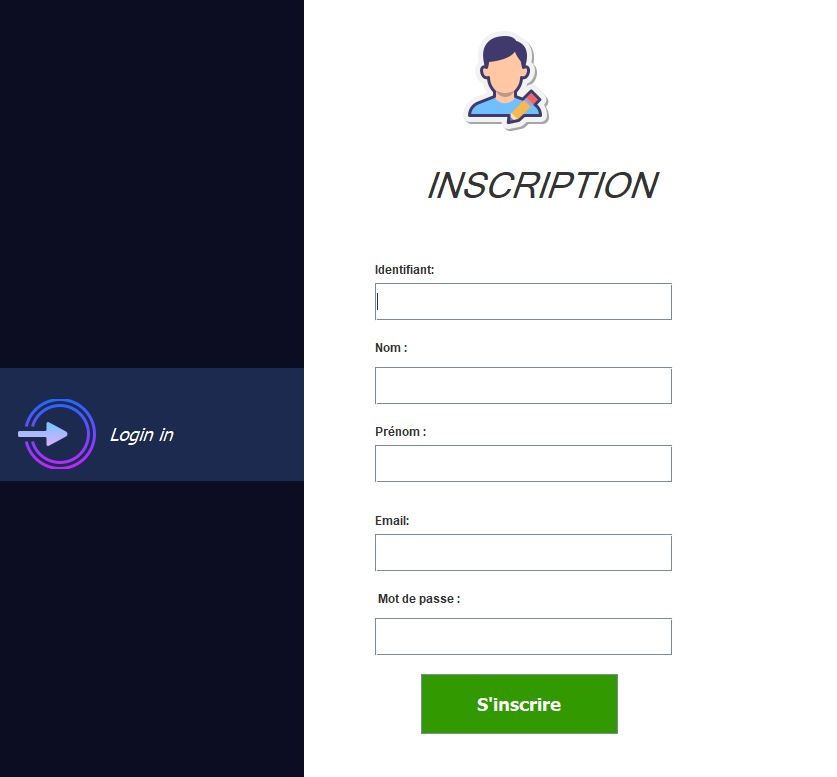 INSCRIPTION
Identifiant:
Nom :
Prénom :
Login in
Email:
Mot de passe :
S'inscrire